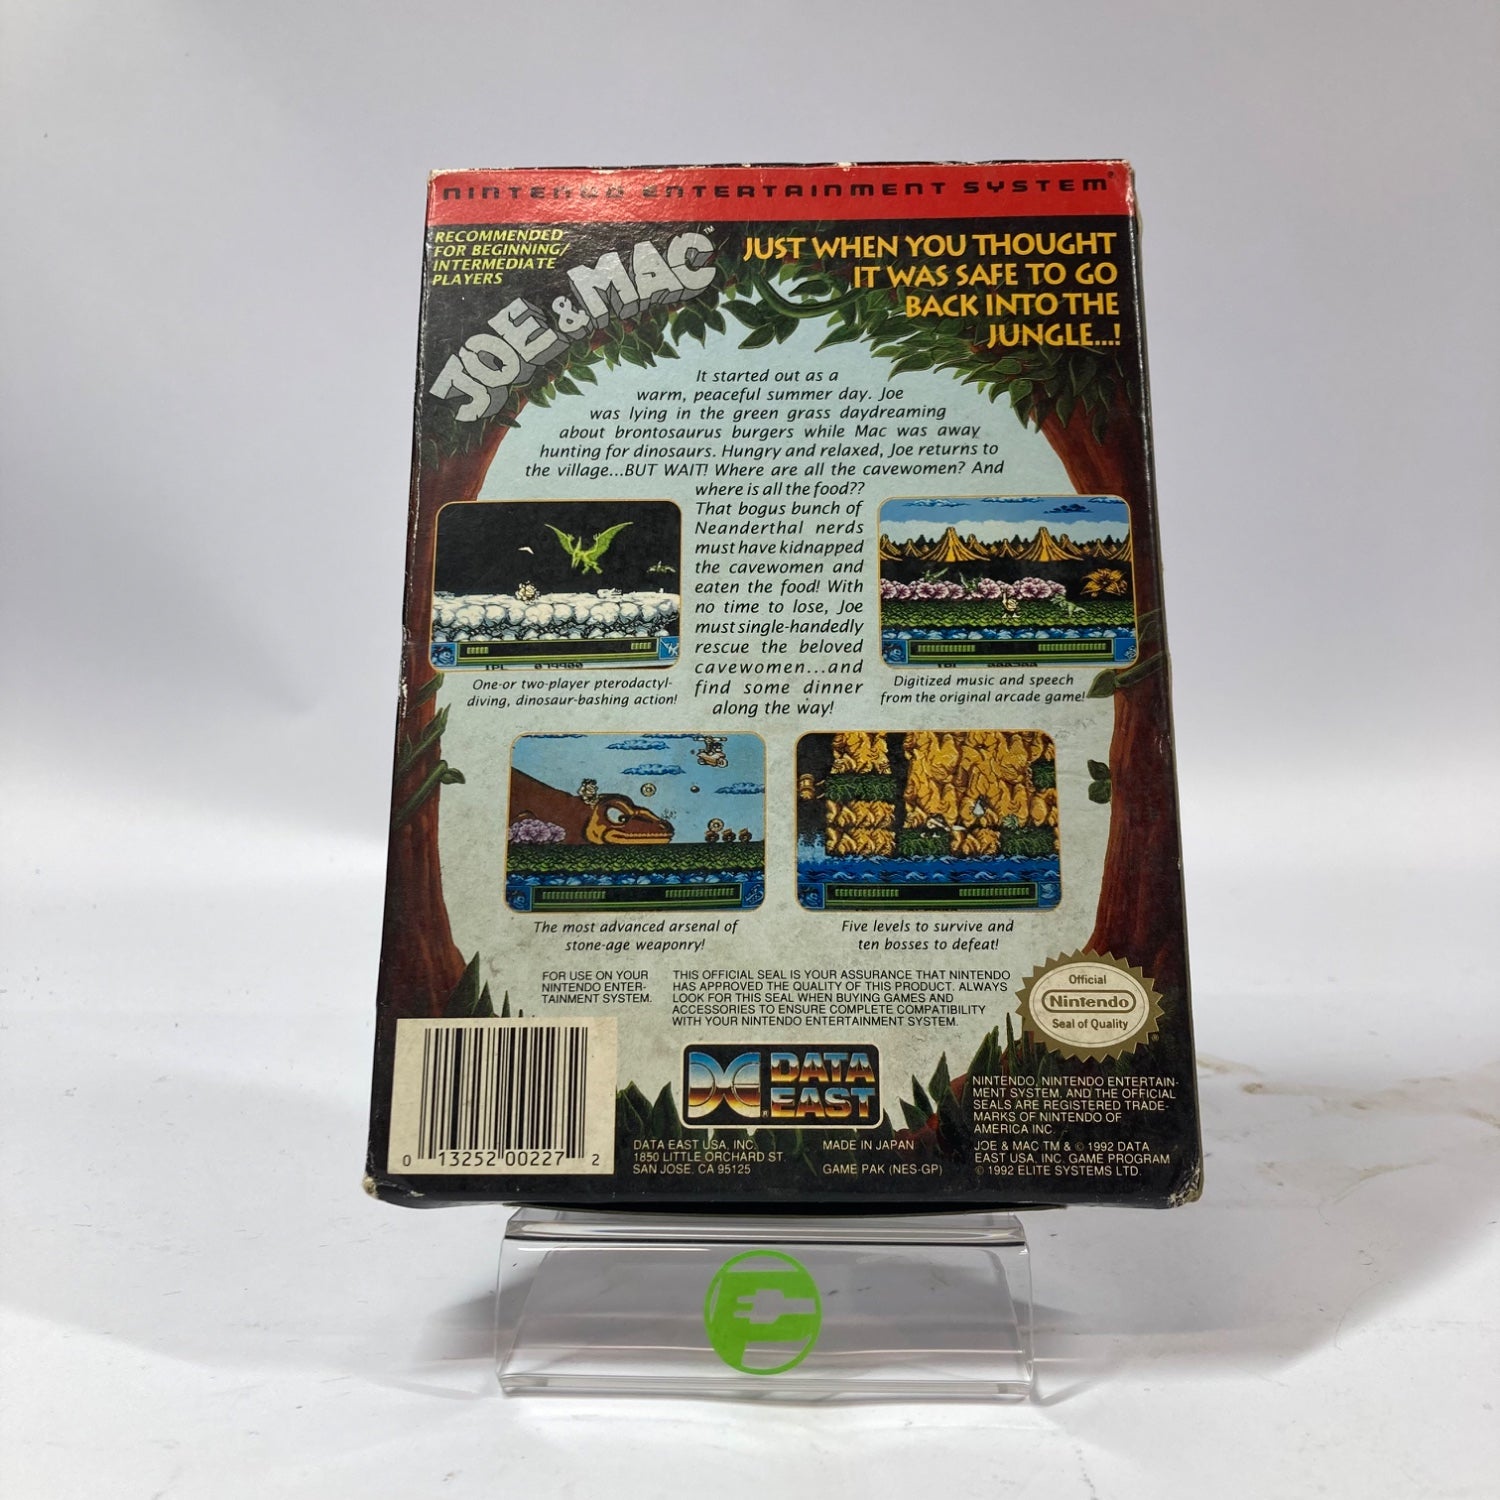 NINTENDO ENTERTAINMENT SYSTEM®
RECOMMENDED
FOR BEGINNING/
INTERMEDIATE
PLAYERS
JOE & MAC™
JUST WHEN YOU THOUGHT
IT WAS SAFE TO GO
BACK INTO THE
JUNGLE...!
It started out as a
warm, peaceful summer day. Joe
was lying in the green grass daydreaming
about brontosaurus burgers while Mac was away
hunting for dinosaurs. Hungry and relaxed, Joe returns to
the village...BUT WAIT! Where are all the cavewomen? And
where is all the food??
That bogus bunch of
Neanderthal nerds
must have kidnapped
the cavewomen and
eaten the food! With
no time to lose, Joe
must single-handedly
rescue the beloved
cavewomen...and
find some dinner
along the way!
One-or two-player pterodactyl-
diving, dinosaur-bashing action!
Digitized music and speech
from the original arcade game!
The most advanced arsenal of
stone-age weaponry!
Five levels to survive and
ten bosses to defeat!
FOR USE ON YOUR
NINTENDO ENTER-
TAINMENT SYSTEM.
THIS OFFICIAL SEAL IS YOUR ASSURANCE THAT NINTENDO
HAS APPROVED THE QUALITY OF THIS PRODUCT. ALWAYS
LOOK FOR THIS SEAL WHEN BUYING GAMES AND
ACCESSORIES TO ENSURE COMPLETE COMPATIBILITY
WITH YOUR NINTENDO ENTERTAINMENT SYSTEM.
Official
Nintendo
Seal of Quality
®
DATA
EAST
®
0 13252 00227 2
DATA EAST USA, INC.
1850 LITTLE ORCHARD ST.
SAN JOSE, CA 95125
MADE IN JAPAN
GAME PAK (NES-GP)
NINTENDO, NINTENDO ENTERTAIN-
MENT SYSTEM, AND THE OFFICIAL
SEALS ARE REGISTERED TRADE-
MARKS OF NINTENDO OF
AMERICA INC.
JOE & MAC TM & © 1992 DATA
EAST USA, INC. GAME PROGRAM
© 1992 ELITE SYSTEMS LTD.